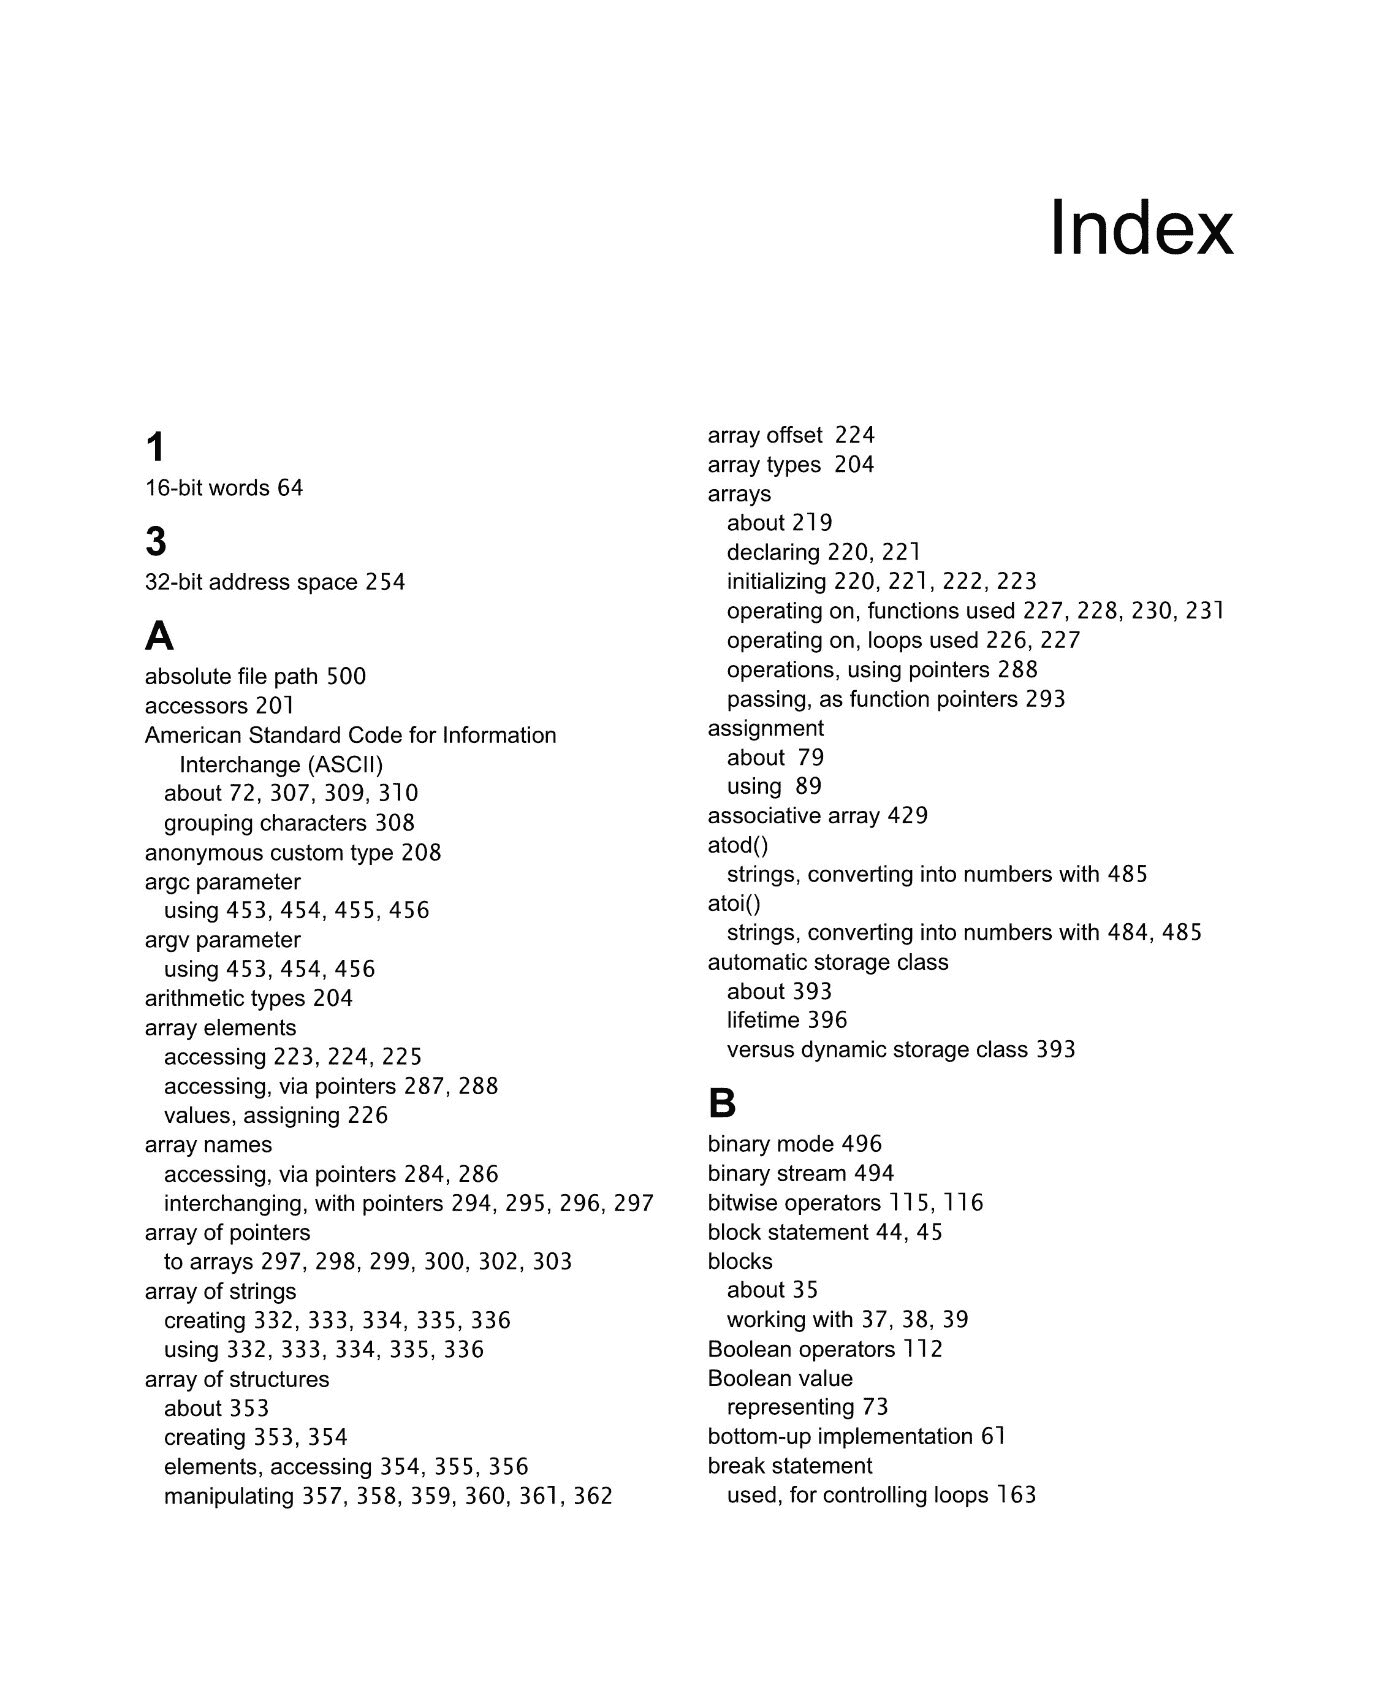 Index
1
16-bit words 64
3
32-bit address space 254
A
absolute file path 500
accessors 201
American Standard Code for Information
Interchange (ASCII)
about 72, 307, 309, 310
grouping characters 308
anonymous custom type 208
argc parameter
using 453, 454, 455, 456
argv parameter
using 453, 454, 456
arithmetic types 204
array elements
accessing 223, 224, 225
accessing, via pointers 287, 288
values, assigning 226
array names
accessing, via pointers 284, 286
interchanging, with pointers 294, 295, 296, 297
array of pointers
to arrays 297, 298, 299, 300, 302, 303
array of strings
creating 332, 333, 334, 335, 336
using 332, 333, 334, 335, 336
array of structures
about 353
creating 353, 354
elements, accessing 354, 355, 356
manipulating 357, 358, 359, 360, 361, 362
array offset 224
array types 204
arrays
about 219
declaring 220, 221
initializing 220, 221, 222, 223
operating on, functions used 227, 228, 230, 231
operating on, loops used 226, 227
operations, using pointers 288
passing, as function pointers 293
assignment
about 79
using 89
associative array 429
atod()
strings, converting into numbers with 485
atoi()
strings, converting into numbers with 484, 485
automatic storage class
about 393
lifetime 396
versus dynamic storage class 393
B
binary mode 496
binary stream 494
bitwise operators 115, 116
block statement 44, 45
blocks
about 35
working with 37, 38, 39
Boolean operators 112
Boolean value
representing 73
bottom-up implementation 61
break statement
used, for controlling loops 163